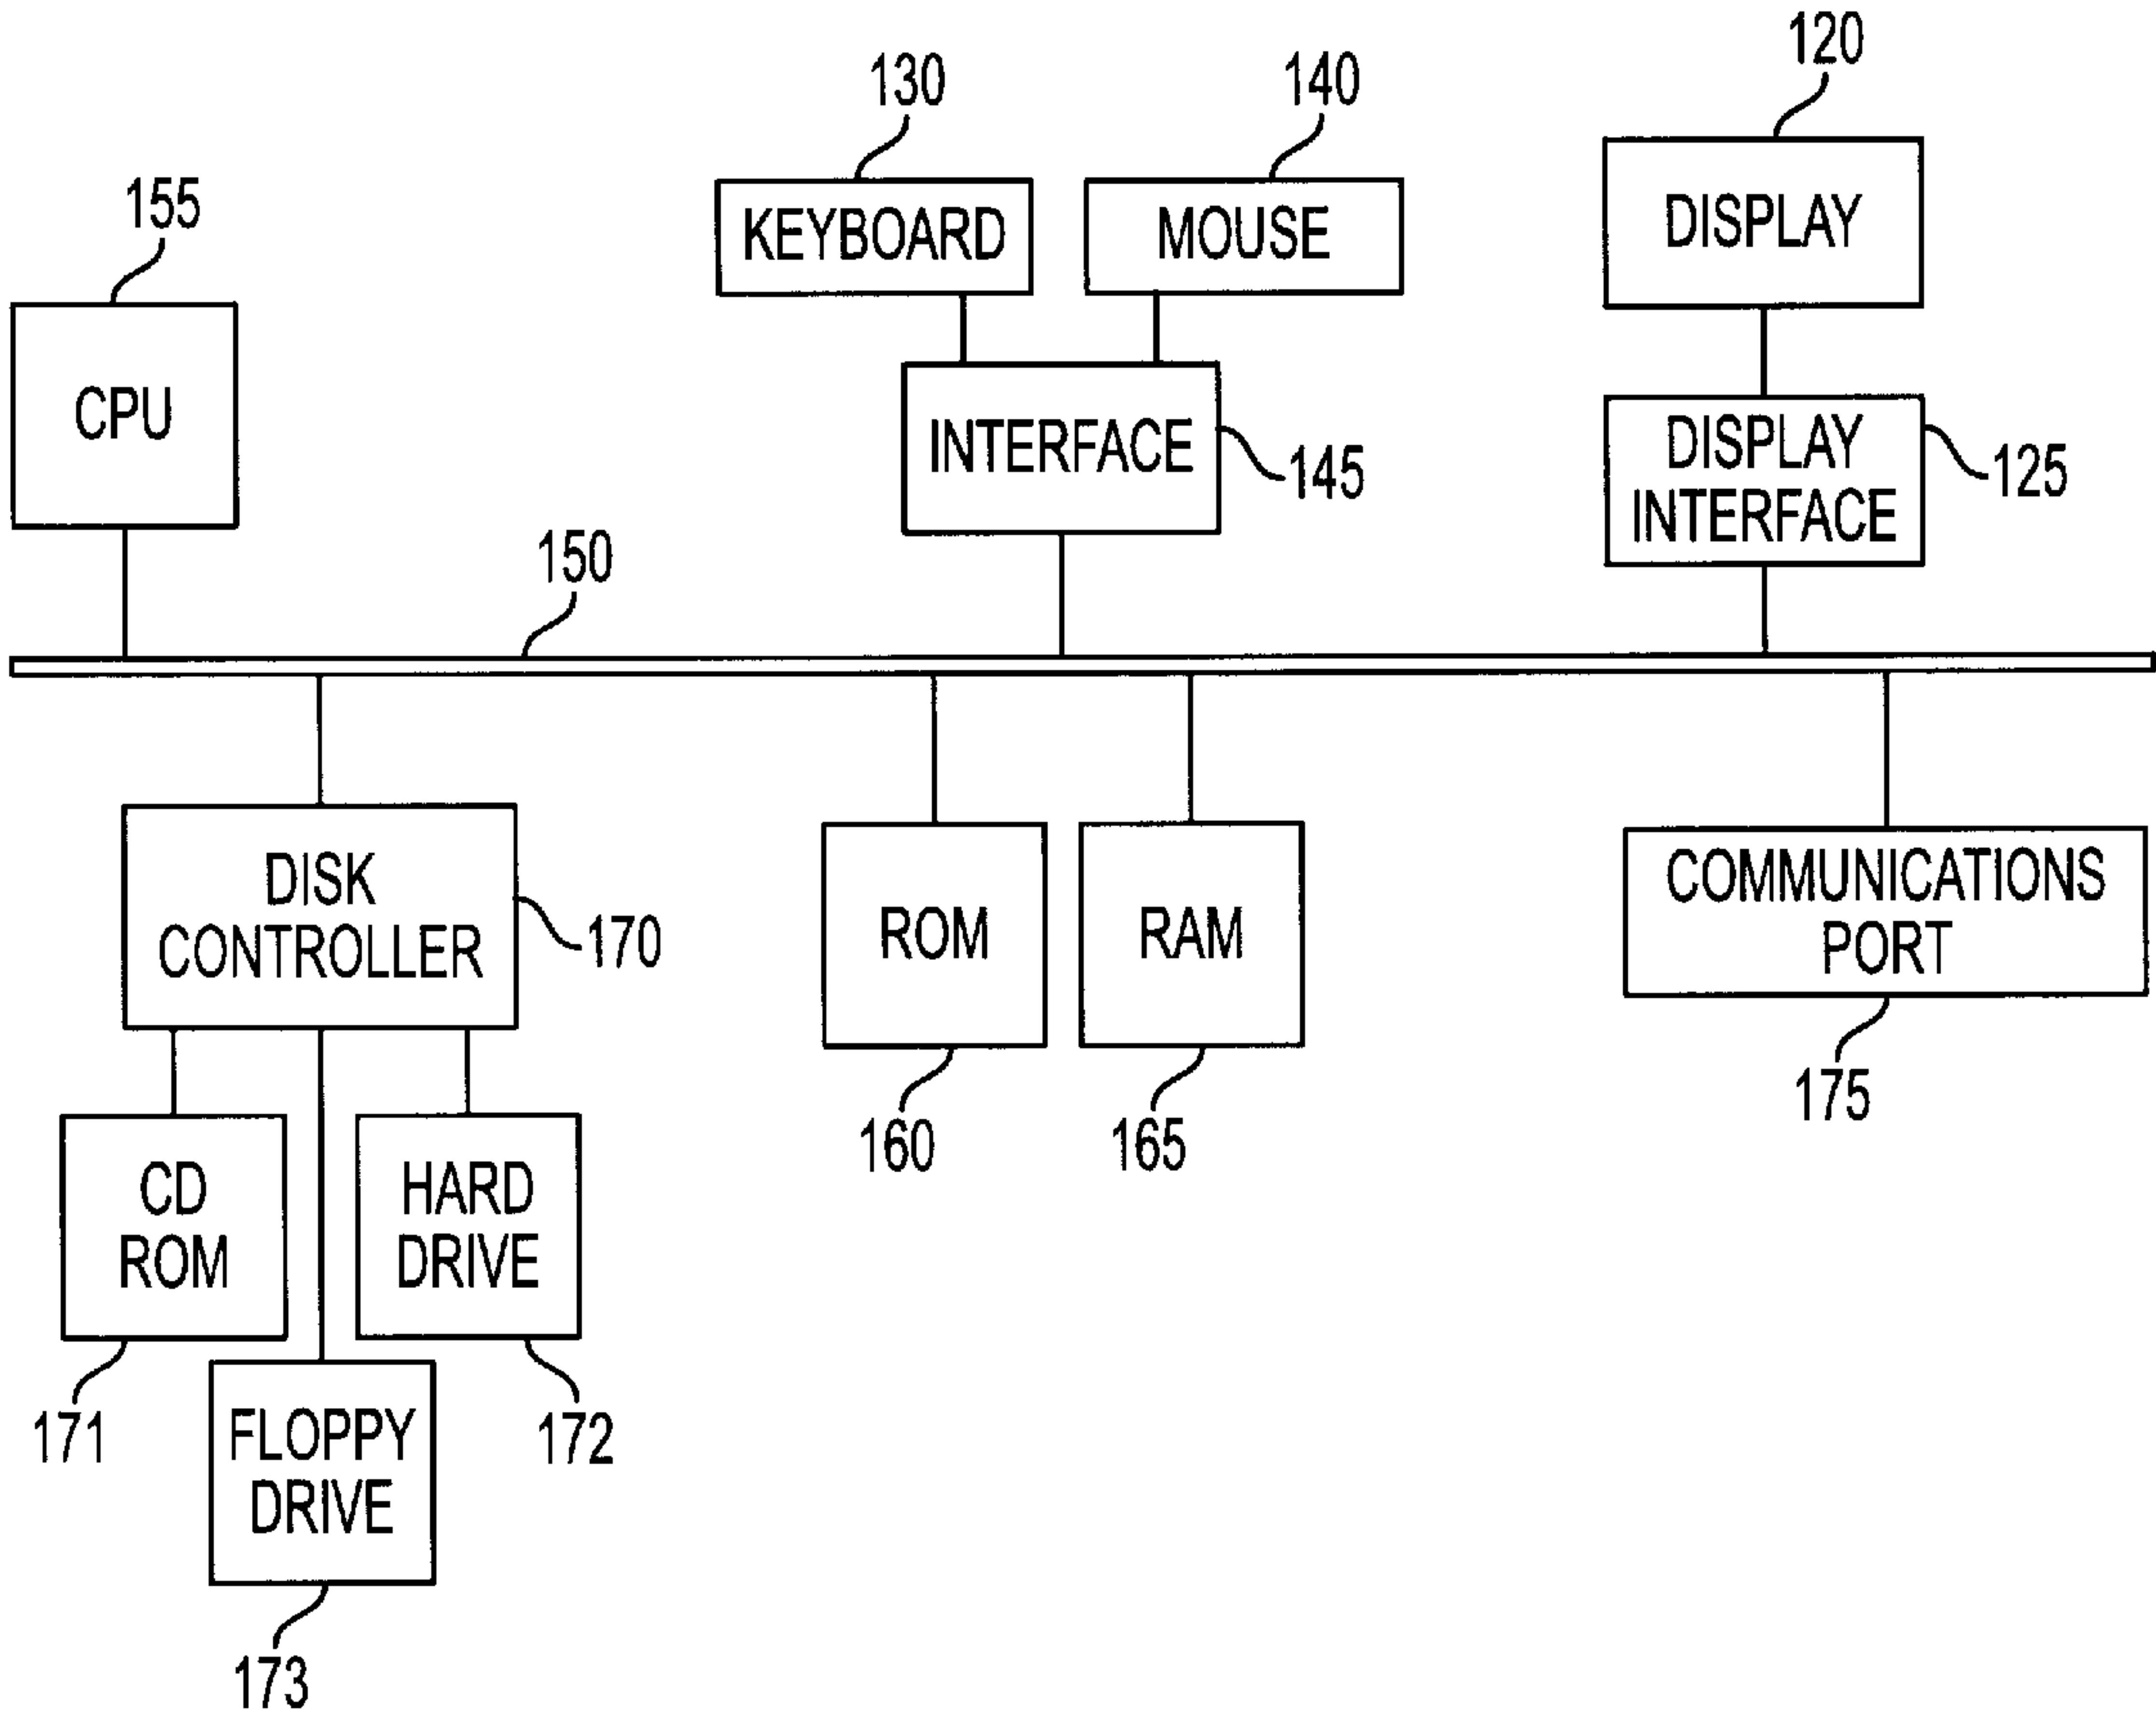 120
130
140
155
KEYBOARD
MOUSE
DISPLAY
CPU
INTERFACE
145
DISPLAY
INTERFACE
125
150
DISK
CONTROLLER
170
ROM
RAM
COMMUNICATIONS
PORT
160
165
175
CD
ROM
HARD
DRIVE
171
172
FLOPPY
DRIVE
173